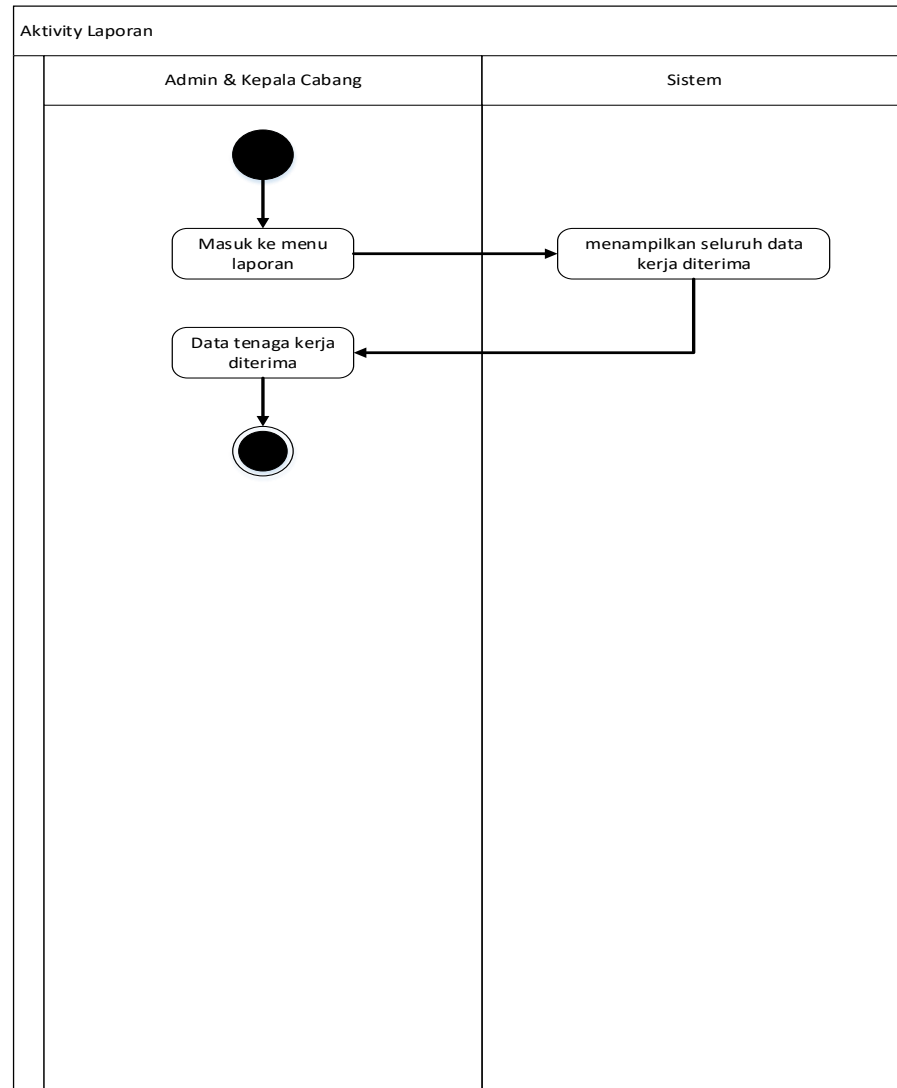 Aktivity Laporan
Admin & Kepala Cabang
Sistem
Masuk ke menu
laporan
menampilkan seluruh data
kerja diterima
Data tenaga kerja
diterima